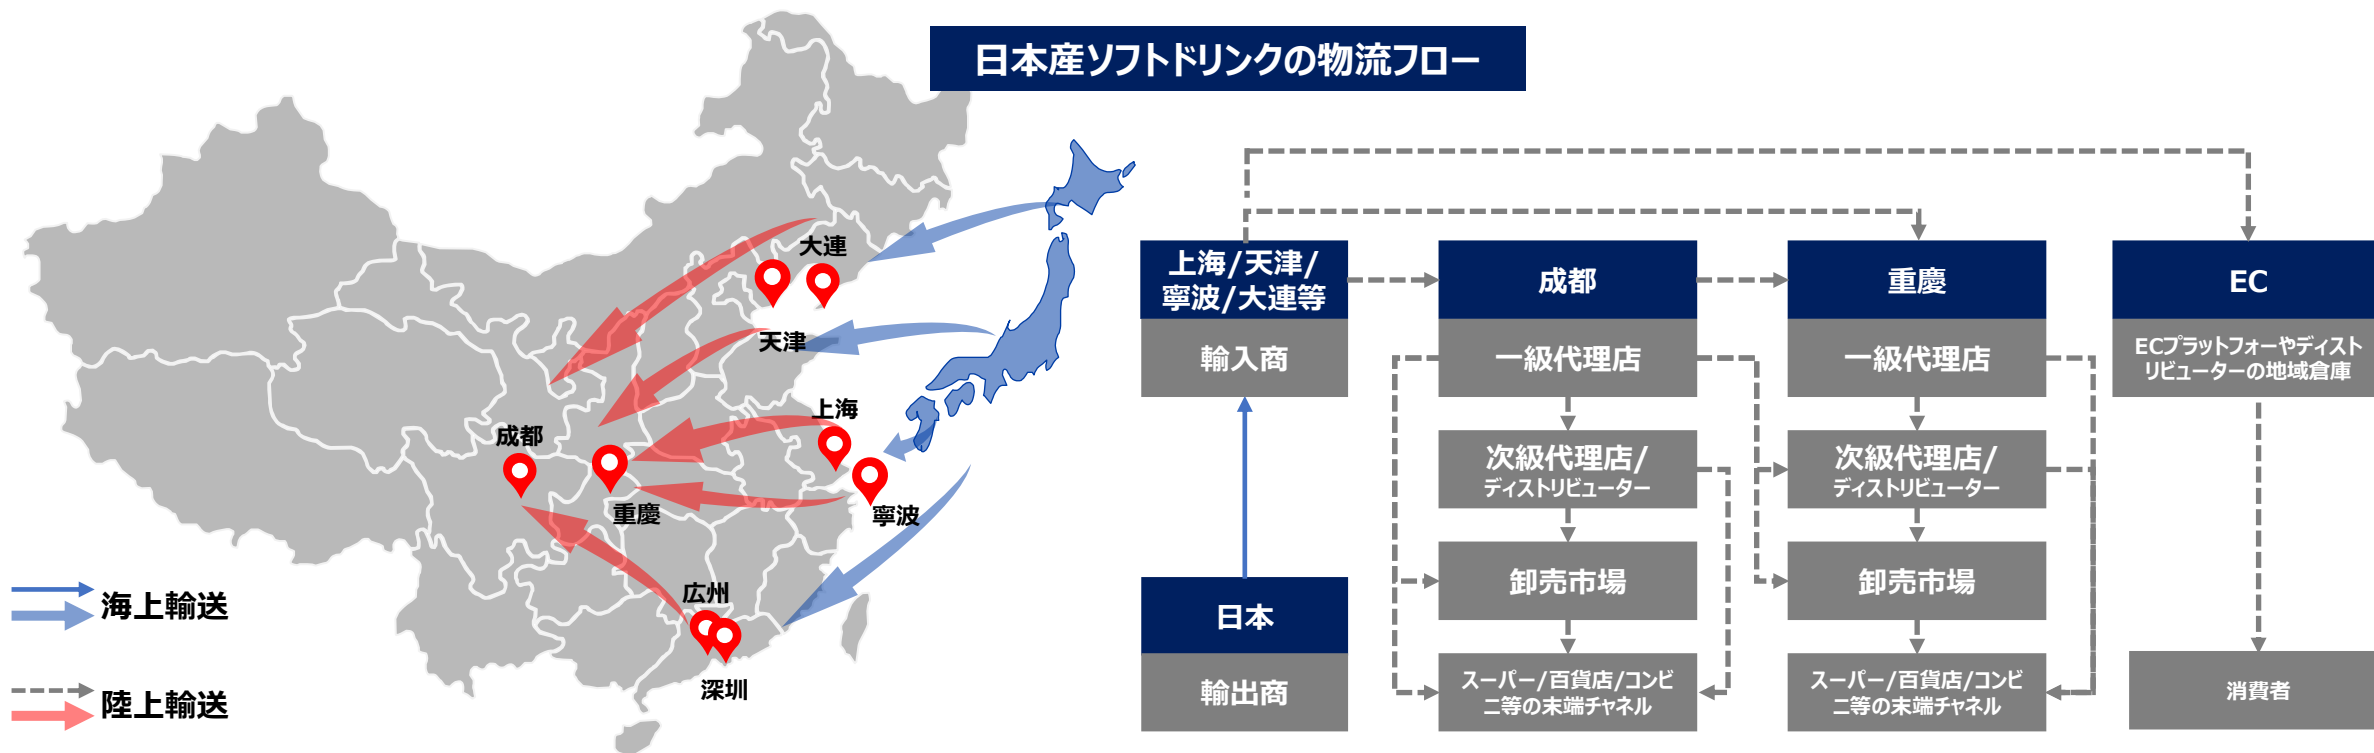 日本産ソフトドリンクの物流フロー
大連
天津
上海
成都
重慶
寧波
広州
深圳
海上輸送
陸上輸送
上海/天津/
寧波/大連等
輸入商
日本
輸出商
成都
一級代理店
次級代理店/
ディストリビューター
卸売市場
スーパー/百貨店/コンビ
ニ等の末端チャネル
重慶
一級代理店
次級代理店/
ディストリビューター
卸売市場
スーパー/百貨店/コンビ
ニ等の末端チャネル
EC
ECプラットフォーやディスト
リビューターの地域倉庫
消費者